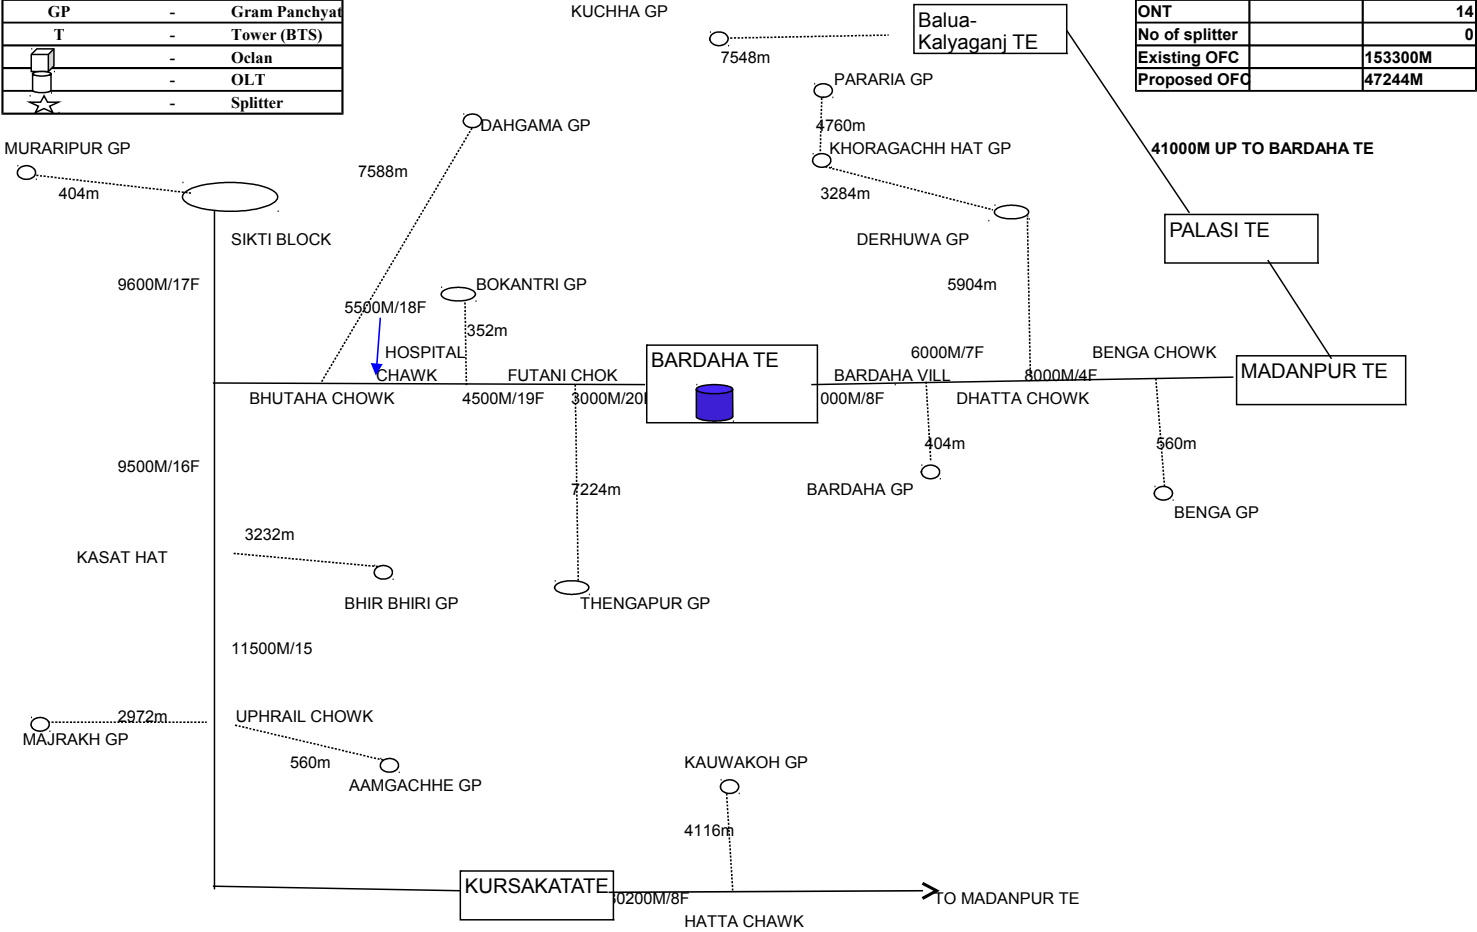 GP - Gram Panchyat
T - Tower (BTS)
- Oclan
- OLT
- Splitter
KUCHHA GP
7548m
Balua-
Kalyaganj TE
ONT 14
No of splitter 0
Existing OFC 153300M
Proposed OFC 47244M
PARARIA GP
4760m
KHORAGACHH HAT GP
3284m
41000M UP TO BARDAHA TE
DAHGAMA GP
7588m
MURARIPUR GP
404m
SIKTI BLOCK
DERHUWA GP
PALASI TE
9600M/17F
BOKANTRI GP
5904m
5500M/18F
352m
HOSPITAL
CHAWK
FUTANI CHOK
BARDAHA TE
6000M/7F
BENGA CHOWK
BARDAHA VILL
8000M/4F
MADANPUR TE
BHUTAHA CHOWK
4500M/19F
3000M/20
000M/8F
DHATTA CHOWK
404m
560m
9500M/16F
7224m
BARDAHA GP
BENGA GP
3232m
KASAT HAT
BHIR BHIRI GP
THENGAPUR GP
11500M/15
2972m
UPHRAIL CHOWK
MAJRAKH GP
560m
AAMGACHHE GP
KAUWAKOH GP
4116m
KURSAKATATE
0200M/8F
TO MADANPUR TE
HATTA CHAWK